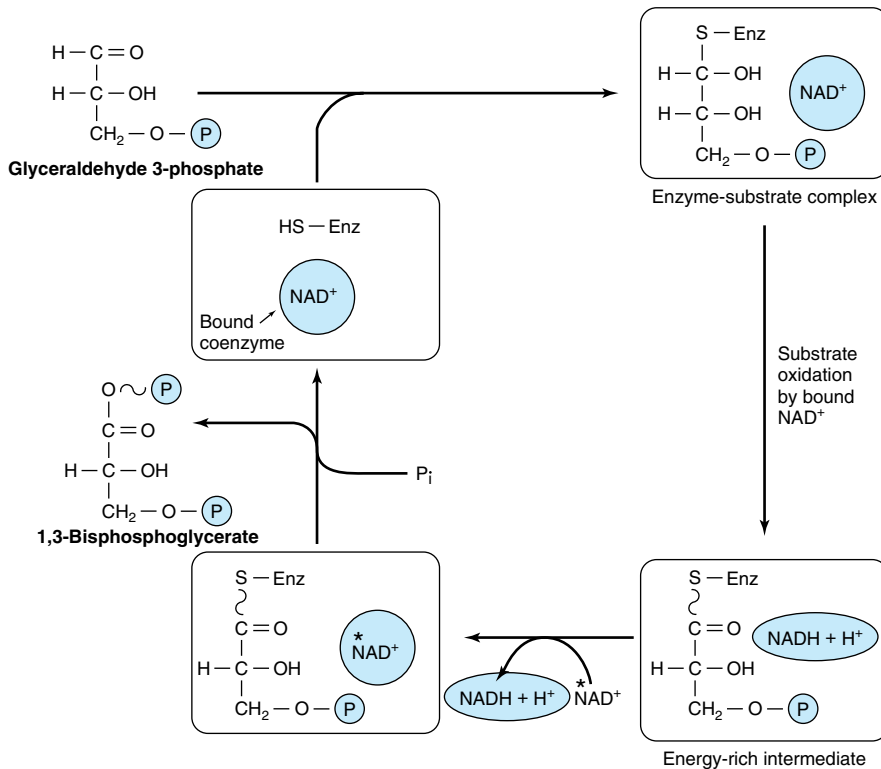 H—C=O
H—C—OH
CH₂—O—P
Glyceraldehyde 3-phosphate
S—Enz
H—C—OH
H—C—OH
CH₂—O—P
NAD⁺
Enzyme-substrate complex
HS—Enz
NAD⁺
Bound
coenzyme
Substrate
oxidation
by bound
NAD⁺
O~P
C=O
H—C—OH
CH₂—O—P
1,3-Bisphosphoglycerate
Pi
S—Enz
C=O
H—C—OH
CH₂—O—P
*
NAD⁺
NADH + H⁺
*
NAD⁺
S—Enz
C=O
H—C—OH
CH₂—O—P
NADH + H⁺
Energy-rich intermediate